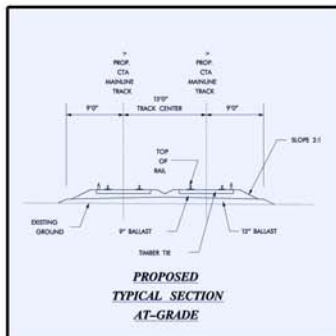 PROP.
CTA
MAINLINE
TRACK
PROP.
CTA
MAINLINE
TRACK
13'0"
9'0"
TRACK CENTER
9'0"
TOP
OF
RAIL
SLOPE 2:1
EXISTING
GROUND
9" BALLAST
12" BALLAST
TIMBER TIE
PROPOSED
TYPICAL SECTION
AT-GRADE